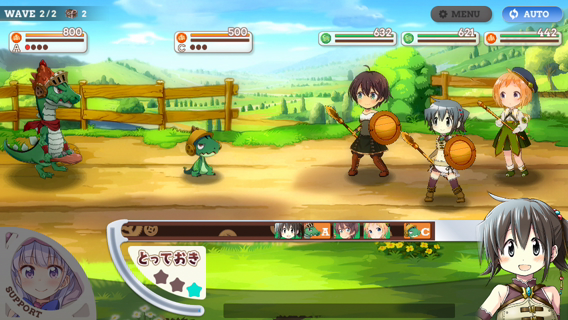 WAVE 2/2 2
MENU
AUTO
800
A
500
C
632
621
442
A
C
とっておき
SUPPORT